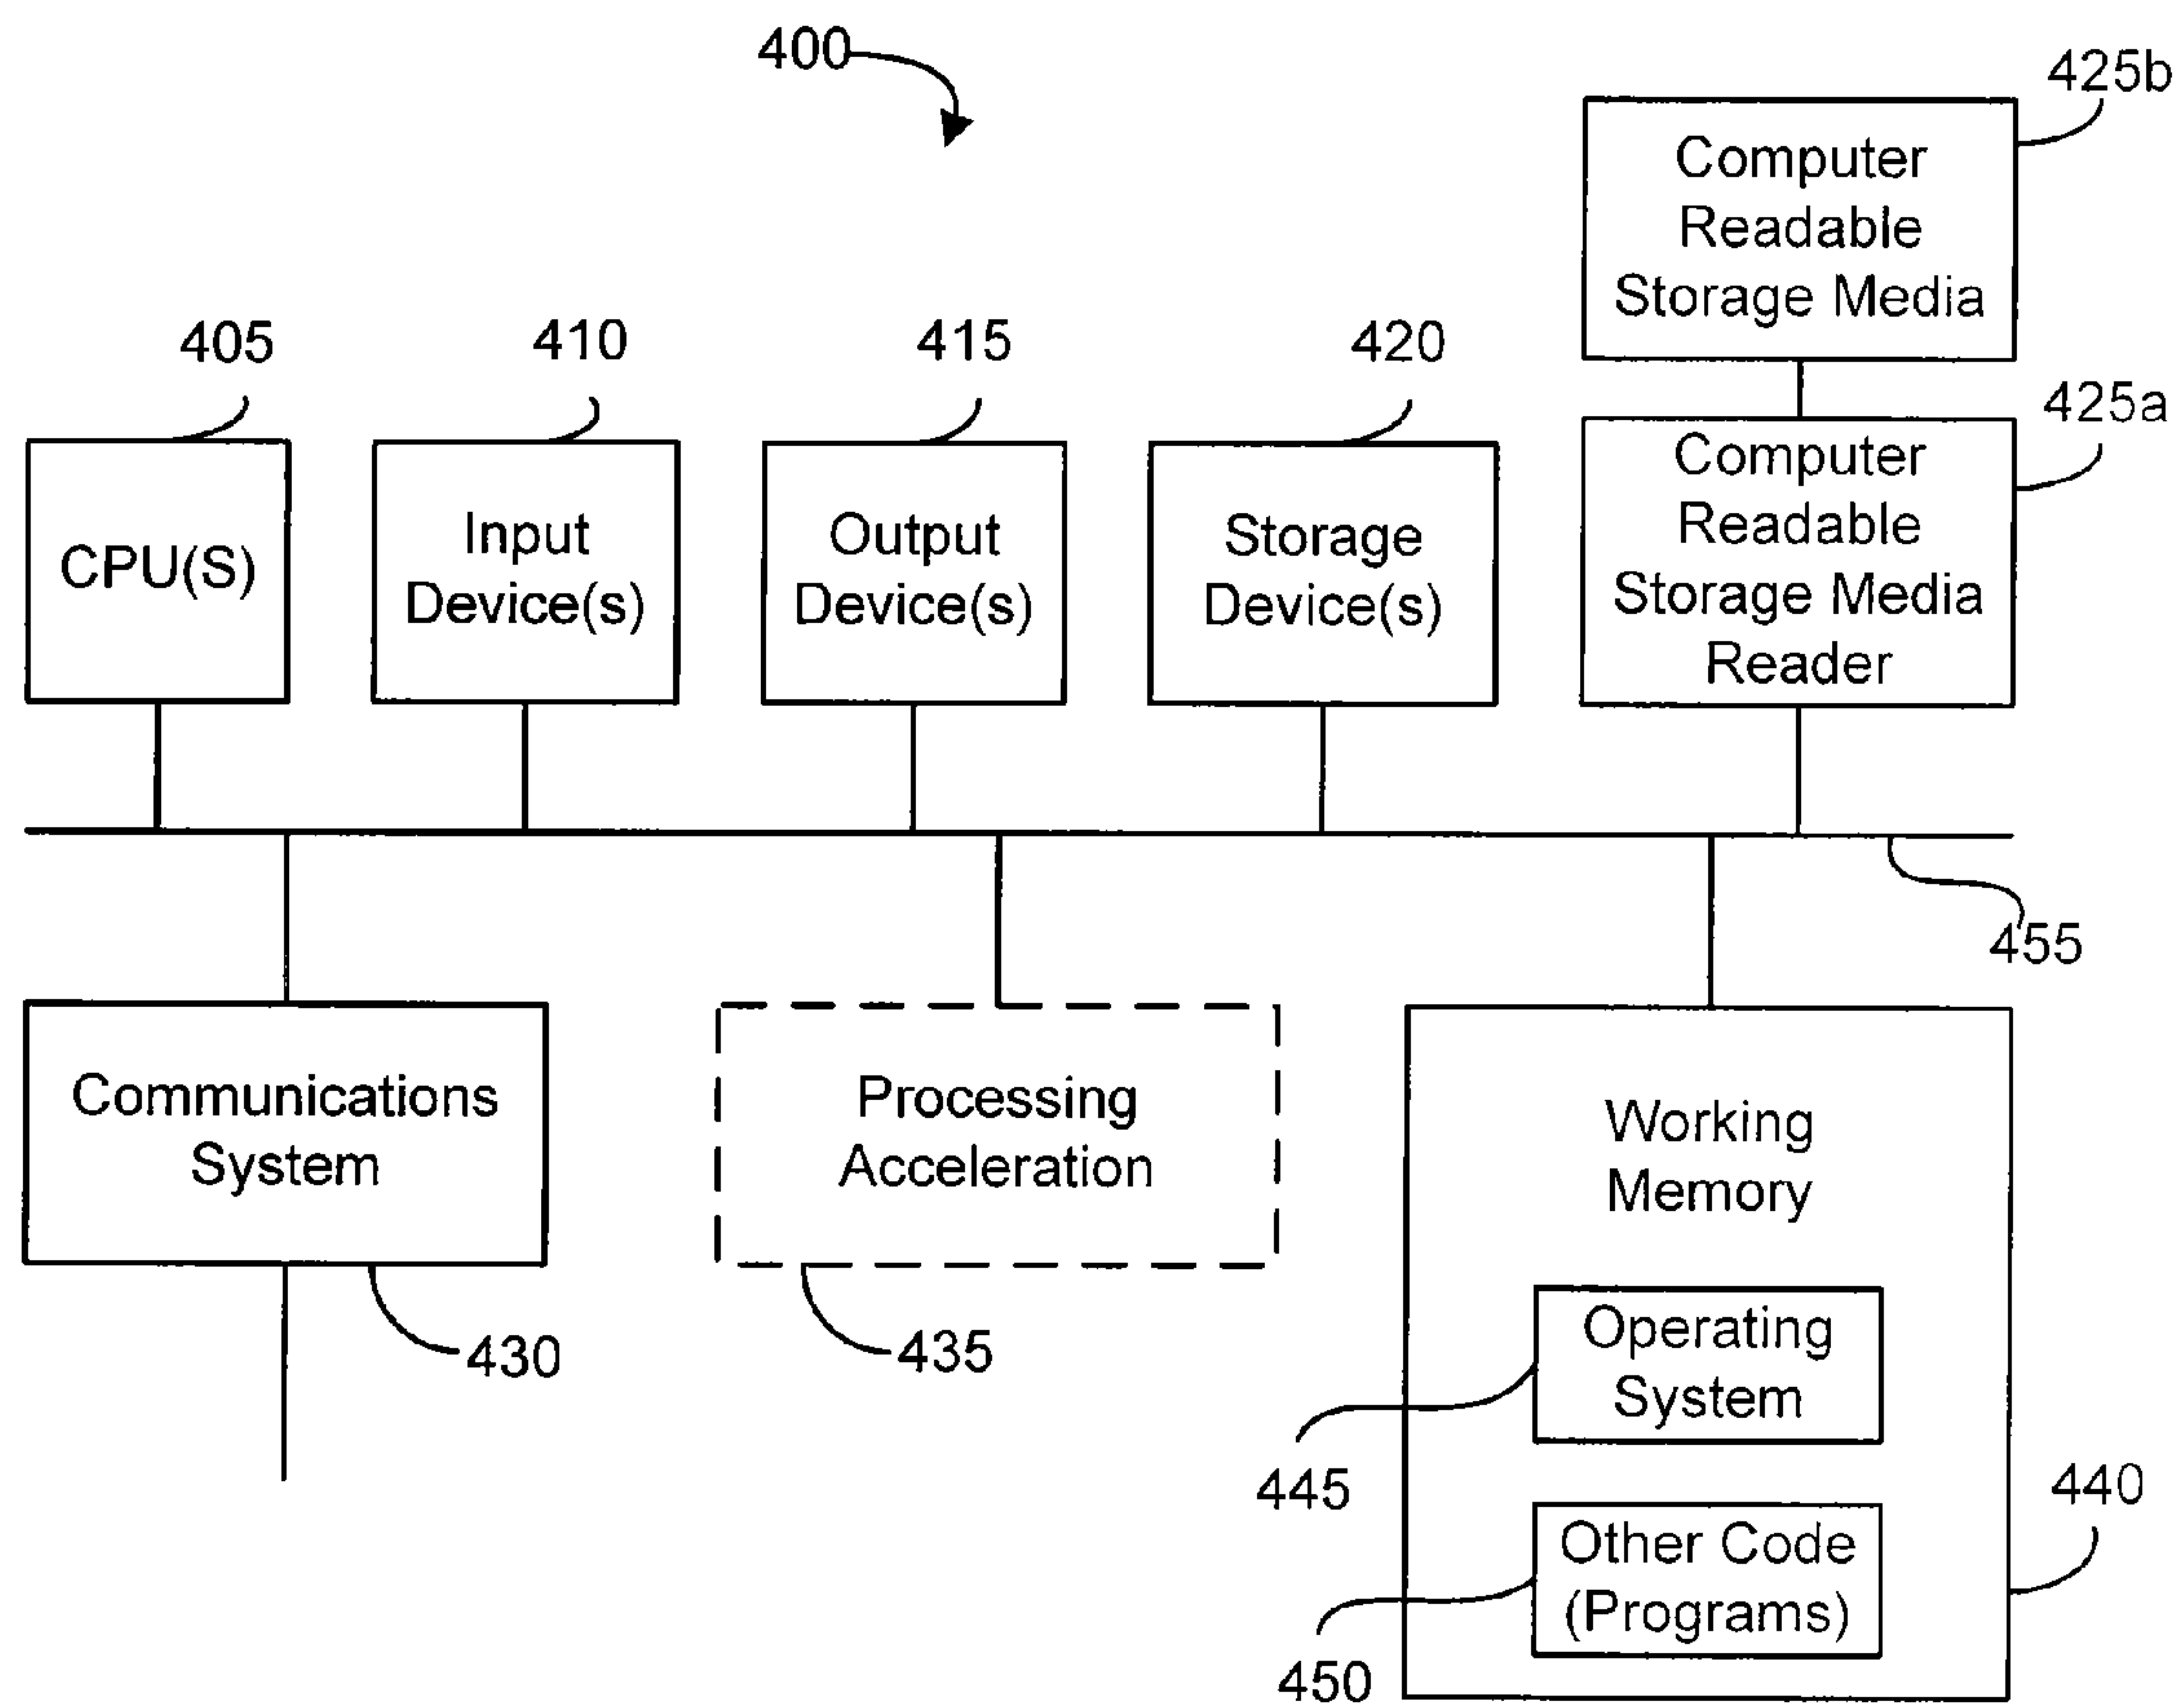 400
425b
Computer
Readable
Storage Media
405
410
415
420
425a
CPU(S)
Input
Device(s)
Output
Device(s)
Storage
Device(s)
Computer
Readable
Storage Media
Reader
455
Communications
System
430
Processing
Acceleration
435
Working
Memory
Operating
System
445
440
Other Code
(Programs)
450